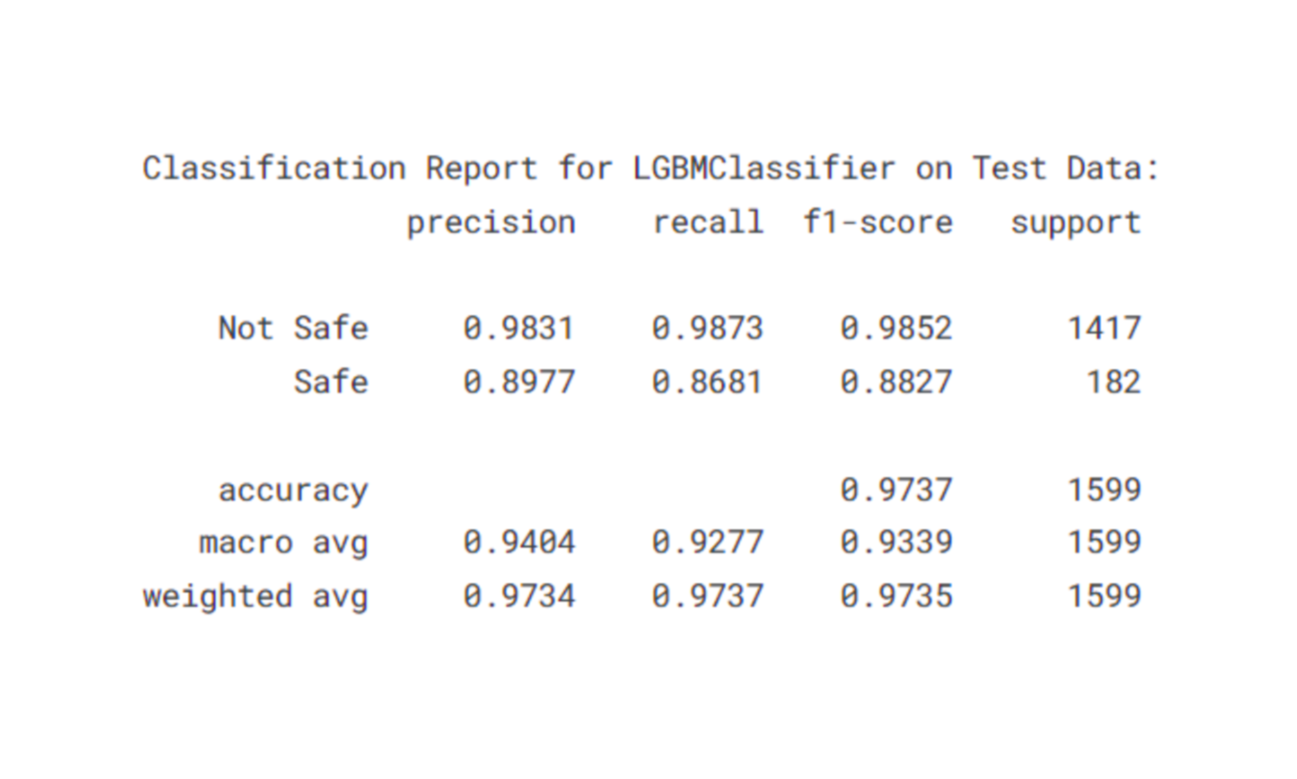 Classification Report for LGBMClassifier on Test Data:
precision recall f1-score support
Not Safe 0.9831 0.9873 0.9852 1417
Safe 0.8977 0.8681 0.8827 182
accuracy 0.9737 1599
macro avg 0.9404 0.9277 0.9339 1599
weighted avg 0.9734 0.9737 0.9735 1599